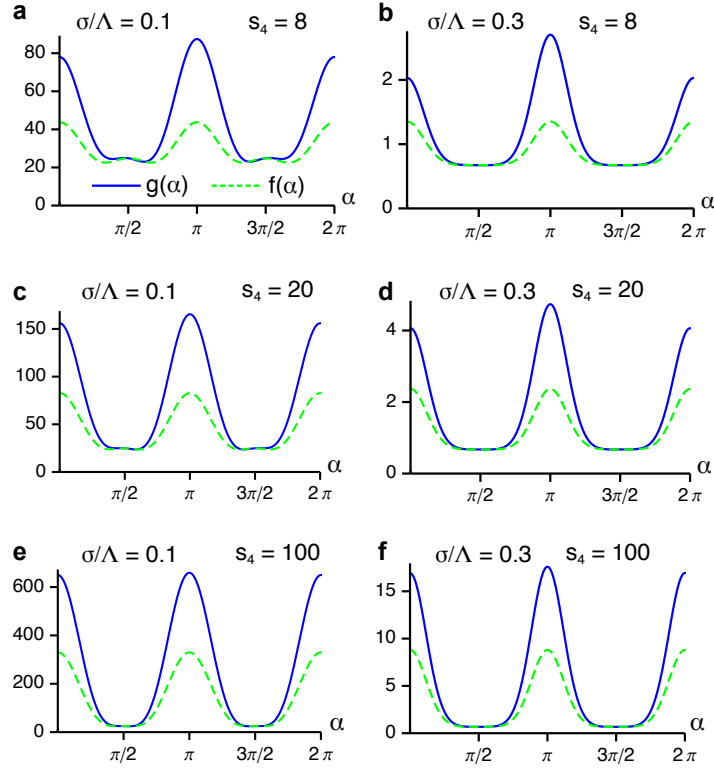 a σ/Λ = 0.1 s₄ = 8
80
60
40
20
0
g(α) f(α)
α
π/2 π 3π/2 2 π
b σ/Λ = 0.3 s₄ = 8
2
1
0
α
π/2 π 3π/2 2 π
c σ/Λ = 0.1 s₄ = 20
150
100
50
0
α
π/2 π 3π/2 2 π
d σ/Λ = 0.3 s₄ = 20
4
2
0
α
π/2 π 3π/2 2 π
e σ/Λ = 0.1 s₄ = 100
600
400
200
0
α
π/2 π 3π/2 2 π
f σ/Λ = 0.3 s₄ = 100
15
10
5
0
α
π/2 π 3π/2 2 π